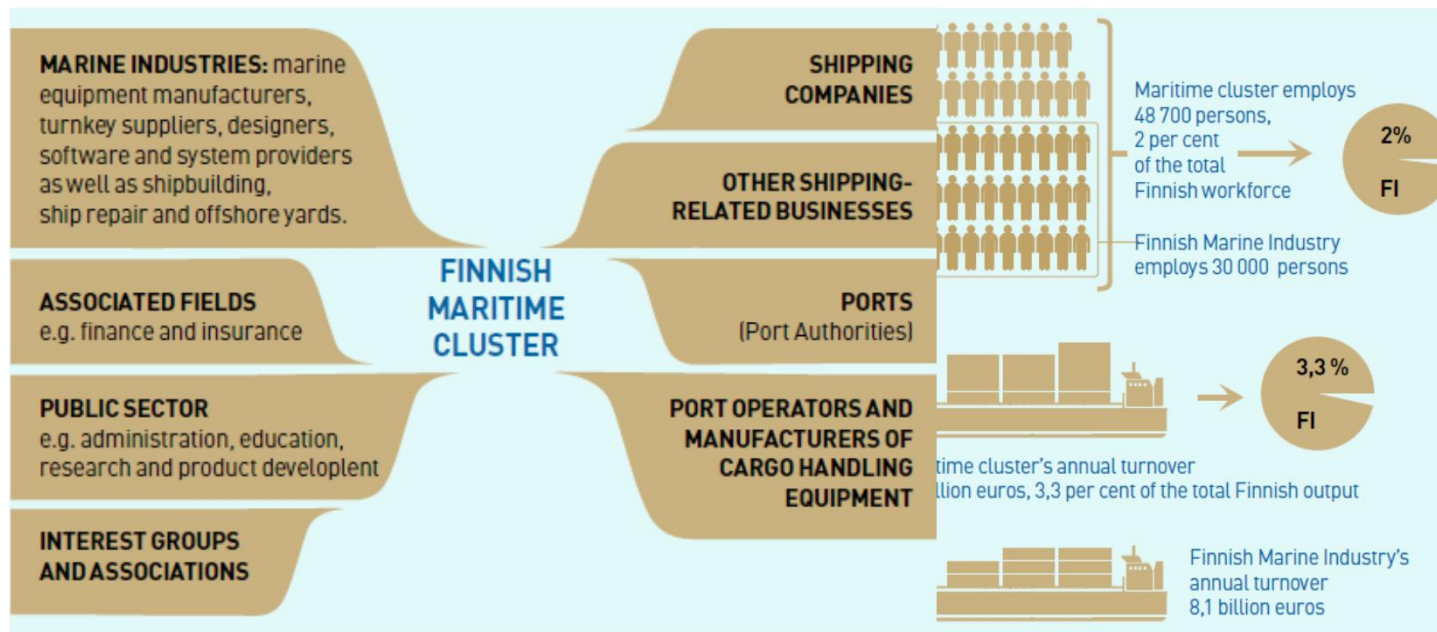 MARINE INDUSTRIES: marine
equipment manufacturers,
turnkey suppliers, designers,
software and system providers
as well as shipbuilding,
ship repair and offshore yards.
ASSOCIATED FIELDS
e.g. finance and insurance
PUBLIC SECTOR
e.g. administration, education,
research and product developlent
INTEREST GROUPS
AND ASSOCIATIONS
FINNISH
MARITIME
CLUSTER
SHIPPING
COMPANIES
OTHER SHIPPING-
RELATED BUSINESSES
PORTS
(Port Authorities)
PORT OPERATORS AND
MANUFACTURERS OF
CARGO HANDLING
EQUIPMENT
Maritime cluster employs
48 700 persons,
2 per cent
of the total
Finnish workforce
2%
FI
Finnish Marine Industry
employs 30 000 persons
3,3 %
FI
time cluster's annual turnover
llion euros, 3,3 per cent of the total Finnish output
Finnish Marine Industry's
annual turnover
8,1 billion euros